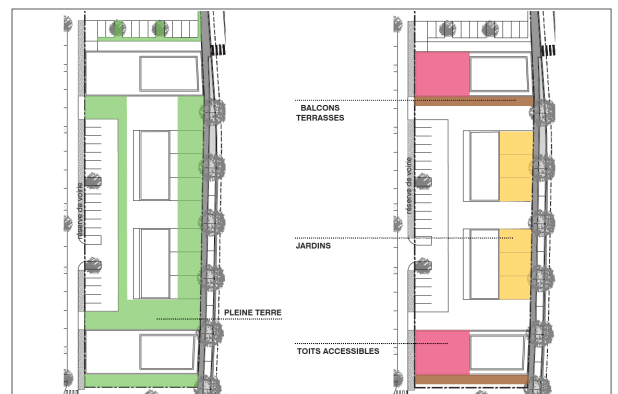 réserve de voirie
PLEINE TERRE
BALCONS
TERRASSES
réserve de voirie
JARDINS
TOITS ACCESSIBLES